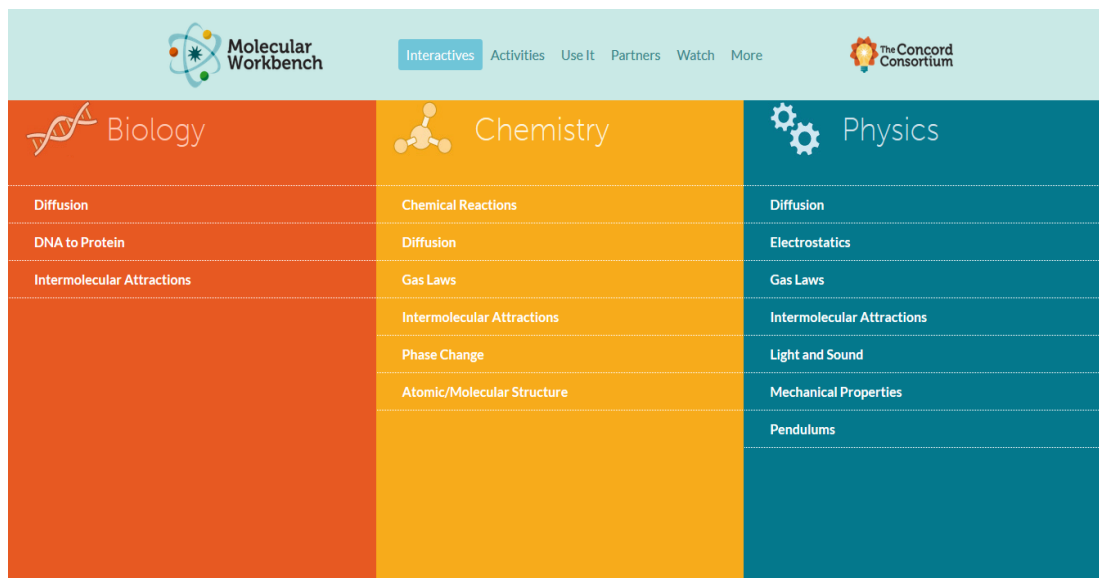 Molecular
Workbench
Interactives Activities Use It Partners Watch More
The Concord
Consortium
Biology
Diffusion
DNA to Protein
Intermolecular Attractions
Chemistry
Chemical Reactions
Diffusion
Gas Laws
Intermolecular Attractions
Phase Change
Atomic/Molecular Structure
Physics
Diffusion
Electrostatics
Gas Laws
Intermolecular Attractions
Light and Sound
Mechanical Properties
Pendulums